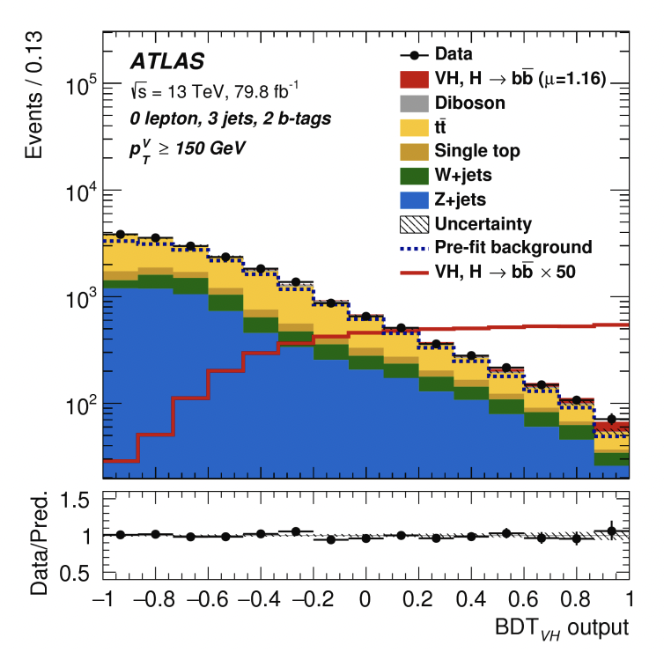 Events / 0.13
10⁵
10⁴
10³
10²
ATLAS
√s = 13 TeV, 79.8 fb⁻¹
0 lepton, 3 jets, 2 b-tags
p_T^V ≥ 150 GeV
Data
VH, H → bb̅ (μ=1.16)
Diboson
tt̅
Single top
W+jets
Z+jets
Uncertainty
Pre-fit background
VH, H → bb̅ × 50
Data/Pred.
1.5
1
0.5
−1 −0.8 −0.6 −0.4 −0.2 0 0.2 0.4 0.6 0.8 1
BDT_VH output